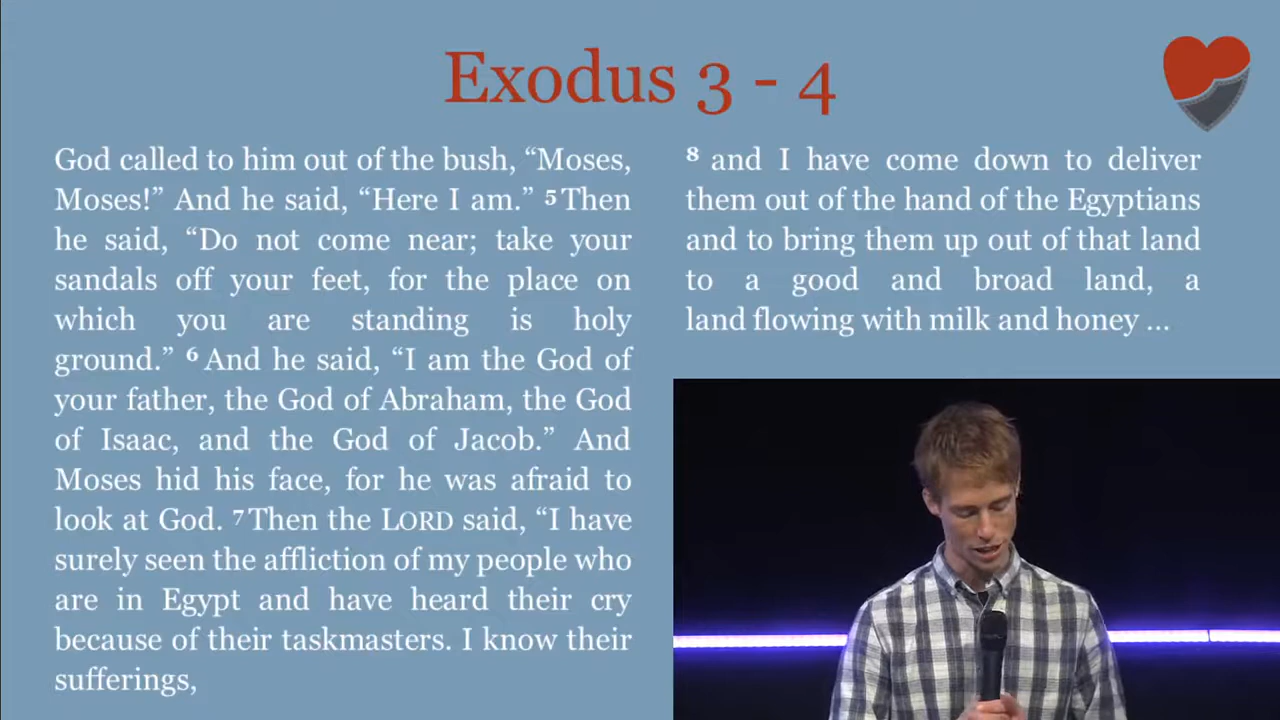 Exodus 3 - 4
God called to him out of the bush, “Moses,
Moses!” And he said, “Here I am.” 5 Then
he said, “Do not come near; take your
sandals off your feet, for the place on
which you are standing is holy
ground.” 6 And he said, “I am the God of
your father, the God of Abraham, the God
of Isaac, and the God of Jacob.” And
Moses hid his face, for he was afraid to
look at God. 7 Then the LORD said, “I have
surely seen the affliction of my people who
are in Egypt and have heard their cry
because of their taskmasters. I know their
sufferings,
8 and I have come down to deliver
them out of the hand of the Egyptians
and to bring them up out of that land
to a good and broad land, a
land flowing with milk and honey ...